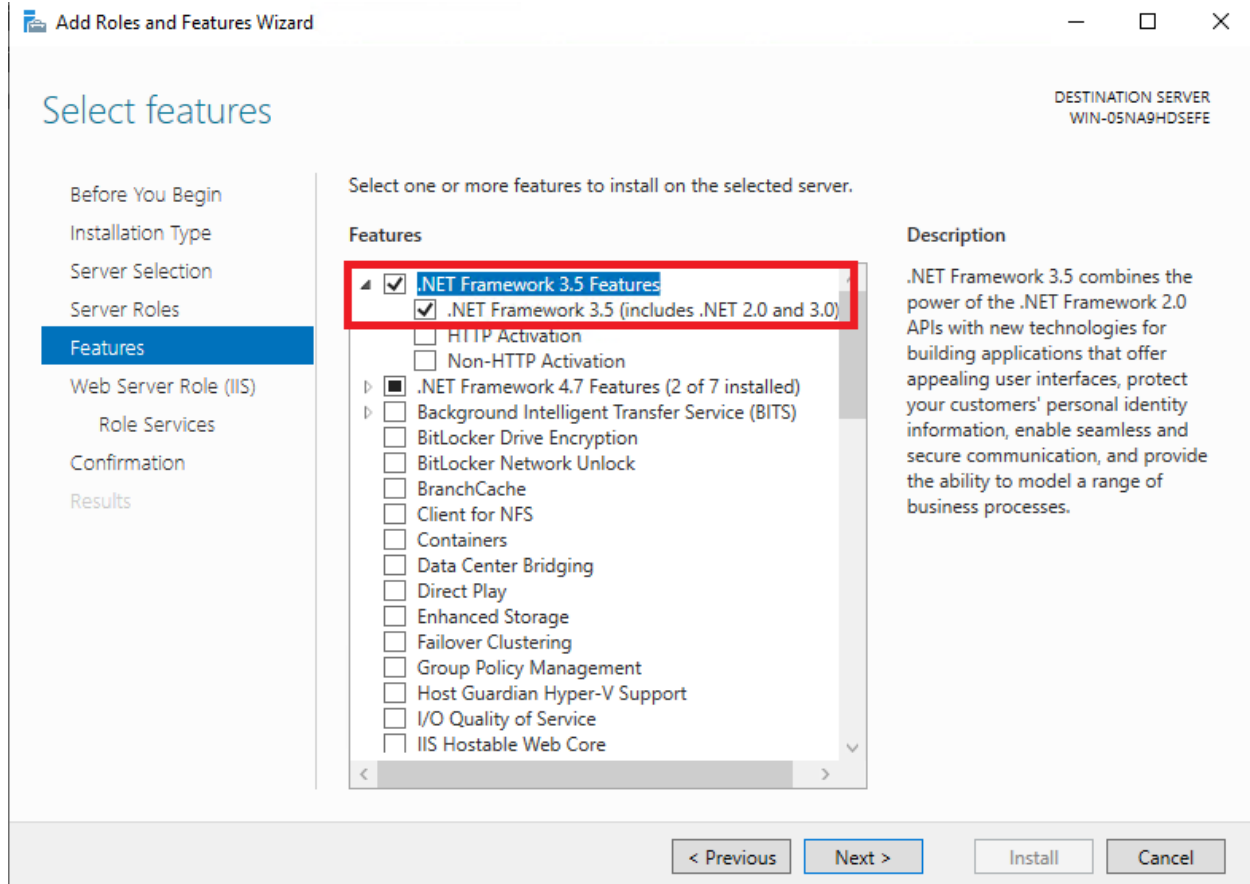 Add Roles and Features Wizard
Select features
DESTINATION SERVER
WIN-05NA9HDSEFE
Before You Begin
Installation Type
Server Selection
Server Roles
Features
Web Server Role (IIS)
Role Services
Confirmation
Results
Select one or more features to install on the selected server.
Features
.NET Framework 3.5 Features
.NET Framework 3.5 (includes .NET 2.0 and 3.0)
HTTP Activation
Non-HTTP Activation
.NET Framework 4.7 Features (2 of 7 installed)
Background Intelligent Transfer Service (BITS)
BitLocker Drive Encryption
BitLocker Network Unlock
BranchCache
Client for NFS
Containers
Data Center Bridging
Direct Play
Enhanced Storage
Failover Clustering
Group Policy Management
Host Guardian Hyper-V Support
I/O Quality of Service
IIS Hostable Web Core
Description
.NET Framework 3.5 combines the
power of the .NET Framework 2.0
APIs with new technologies for
building applications that offer
appealing user interfaces, protect
your customers' personal identity
information, enable seamless and
secure communication, and provide
the ability to model a range of
business processes.
< Previous
Next >
Install
Cancel